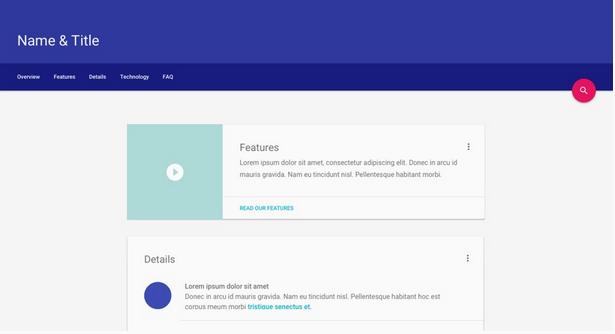 Name & Title
Overview Features Details Technology FAQ
Features
Lorem ipsum dolor sit amet, consectetur adipiscing elit. Donec in arcu id
mauris gravida. Nam eu tincidunt nisl. Pellentesque habitant morbi.
READ OUR FEATURES
Details
Lorem ipsum dolor sit amet
Donec in arcu id mauris gravida. Nam eu tincidunt nisl. Pellentesque habitant hoc est
corpus meum morbi tristique senectus et.